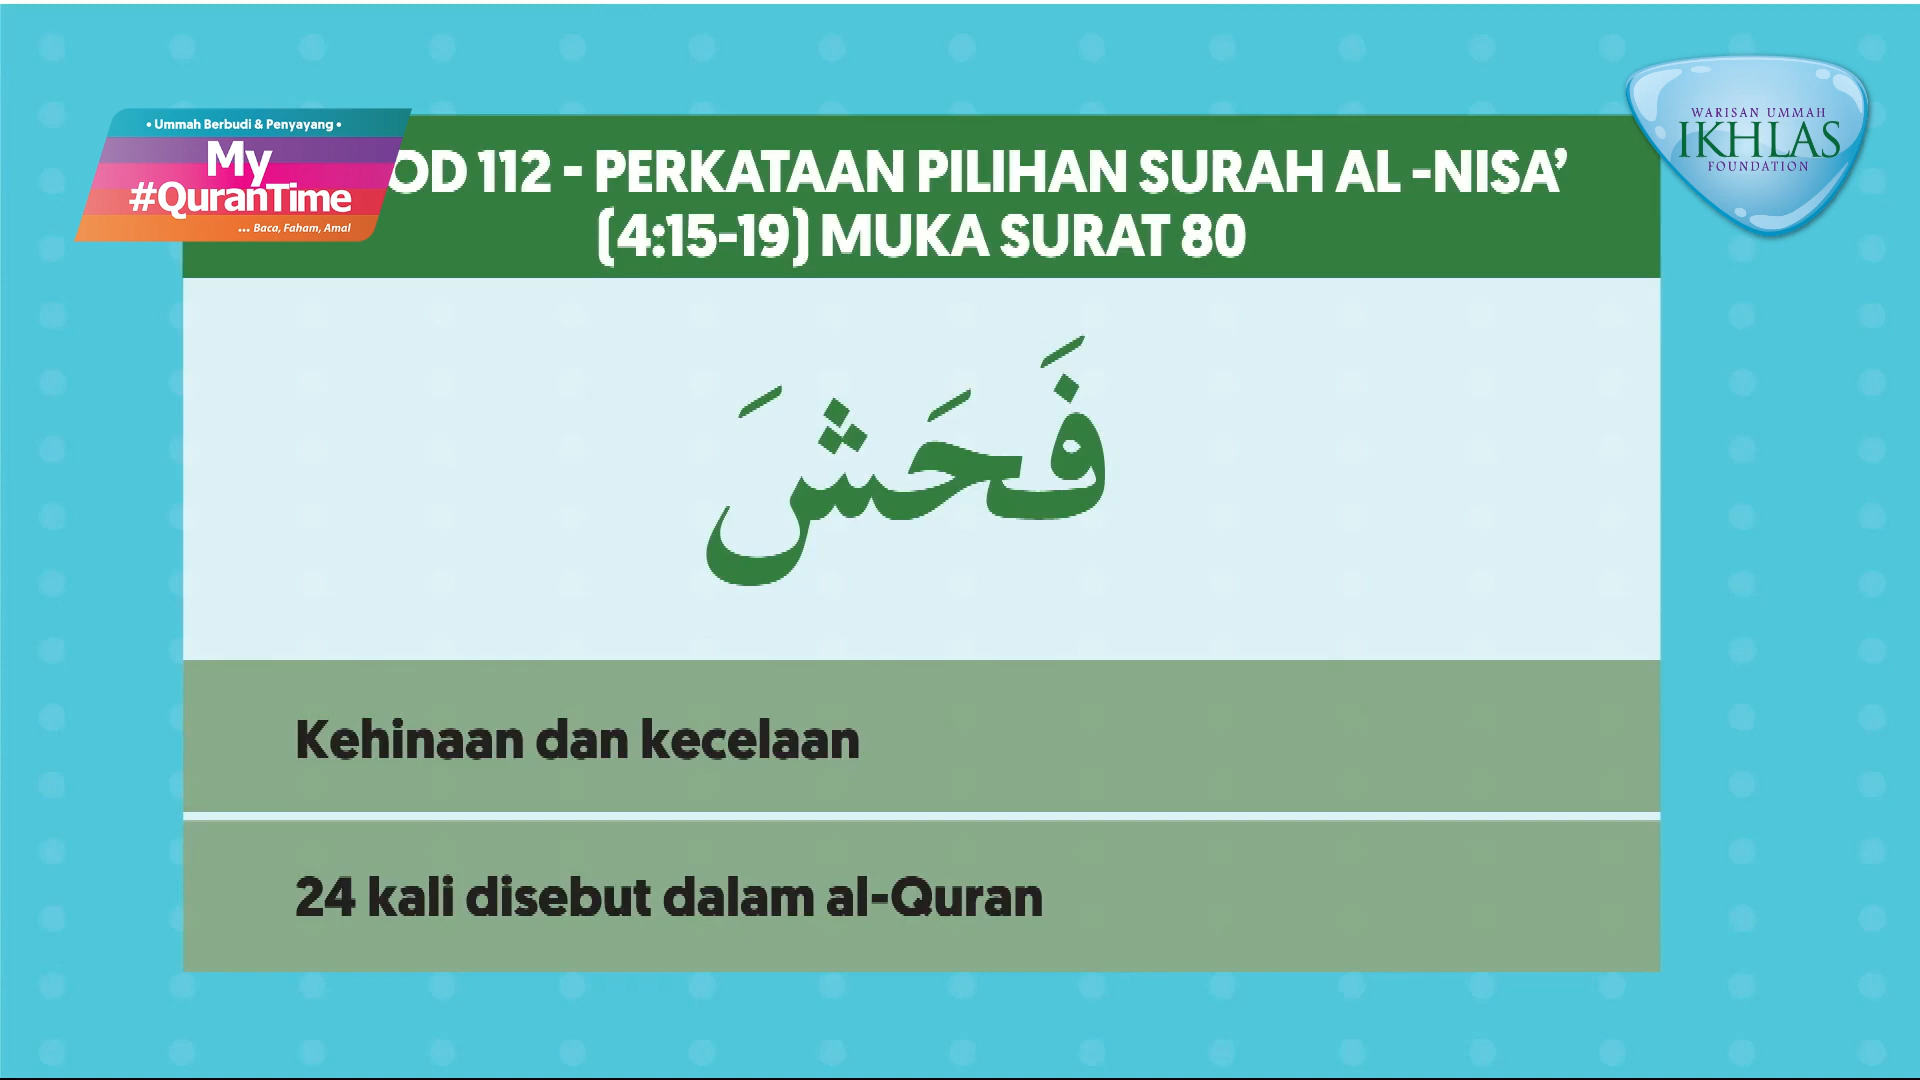 • Ummah Berbudi & Penyayang •
My
#QuranTime
... Baca, Faham, Amal
WARISAN UMMAH
IKHLAS
FOUNDATION
OD 112 - PERKATAAN PILIHAN SURAH AL -NISA’
(4:15-19) MUKA SURAT 80
فَحَشَ
Kehinaan dan kecelaan
24 kali disebut dalam al-Quran